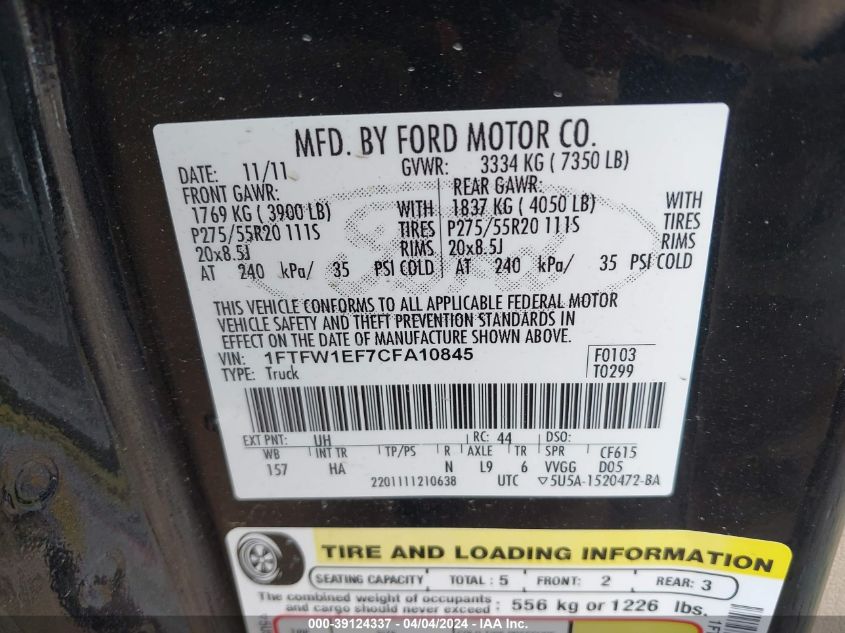 MFD. BY FORD MOTOR CO.
DATE: 11/11 GVWR: 3334 KG ( 7350 LB)
FRONT GAWR: REAR GAWR:
1769 KG ( 3900 LB) WITH 1837 KG ( 4050 LB) WITH
P275/55R20 111S TIRES P275/55R20 111S TIRES
20x8.5J RIMS 20x8.5J RIMS
AT 240 kPa/ 35 PSI COLD AT 240 kPa/ 35 PSI COLD
THIS VEHICLE CONFORMS TO ALL APPLICABLE FEDERAL MOTOR
VEHICLE SAFETY AND THEFT PREVENTION STANDARDS IN
EFFECT ON THE DATE OF MANUFACTURE SHOWN ABOVE.
VIN: 1FTFW1EF7CFA10845 F0103
TYPE: Truck T0299
EXT PNT: UH RC: 44 DSO:
WB INT TR TP/PS R AXLE TR SPR CF615
157 HA N L9 6 VVGG D05
2201111210638 UTC ▽5U5A-1520472-BA
TIRE AND LOADING INFORMATION
SEATING CAPACITY TOTAL : 5 FRONT: 2 REAR: 3
The combined weight of occupants
and cargo should never exceed : 556 kg or 1226 lbs.
000-39124337 - 04/04/2024 - COPYRIGHT IAA, LLC.